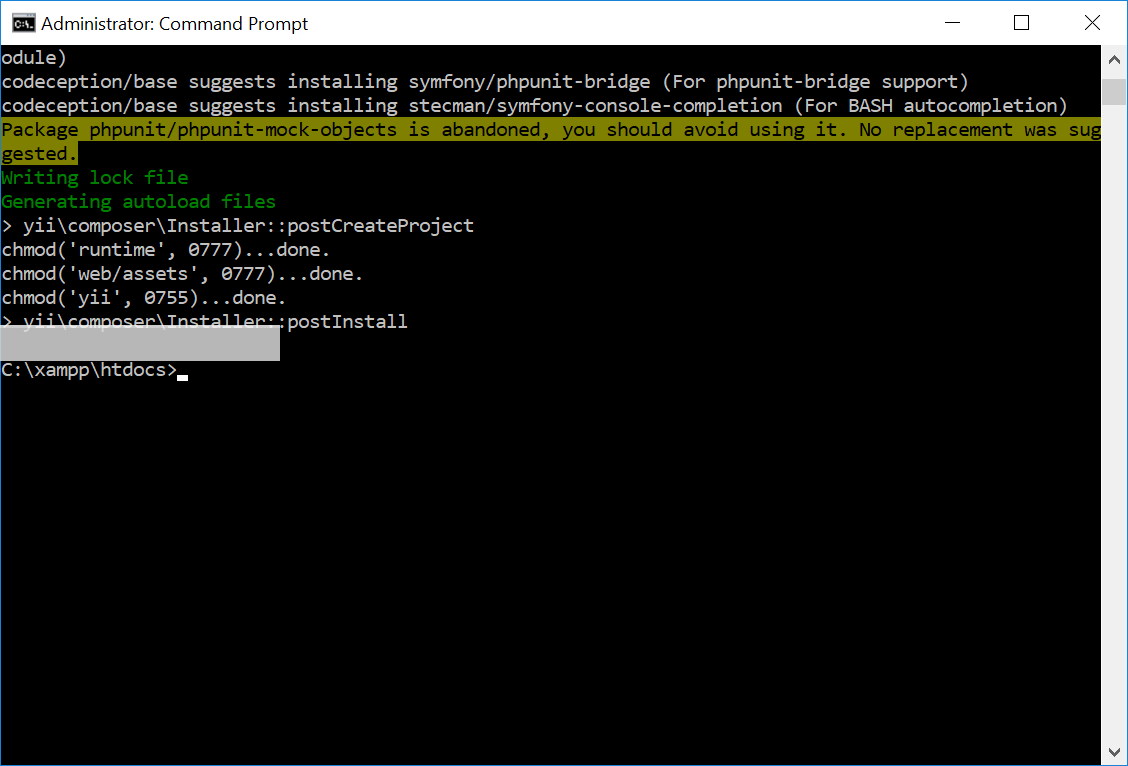 Administrator: Command Prompt
odule)
codeception/base suggests installing symfony/phpunit-bridge (For phpunit-bridge support)
codeception/base suggests installing stecman/symfony-console-completion (For BASH autocompletion)
Package phpunit/phpunit-mock-objects is abandoned, you should avoid using it. No replacement was sug
gested.
Writing lock file
Generating autoload files
> yii\composer\Installer::postCreateProject
chmod('runtime', 0777)...done.
chmod('web/assets', 0777)...done.
chmod('yii', 0755)...done.
> yii\composer\Installer::postInstall
C:\xampp\htdocs>